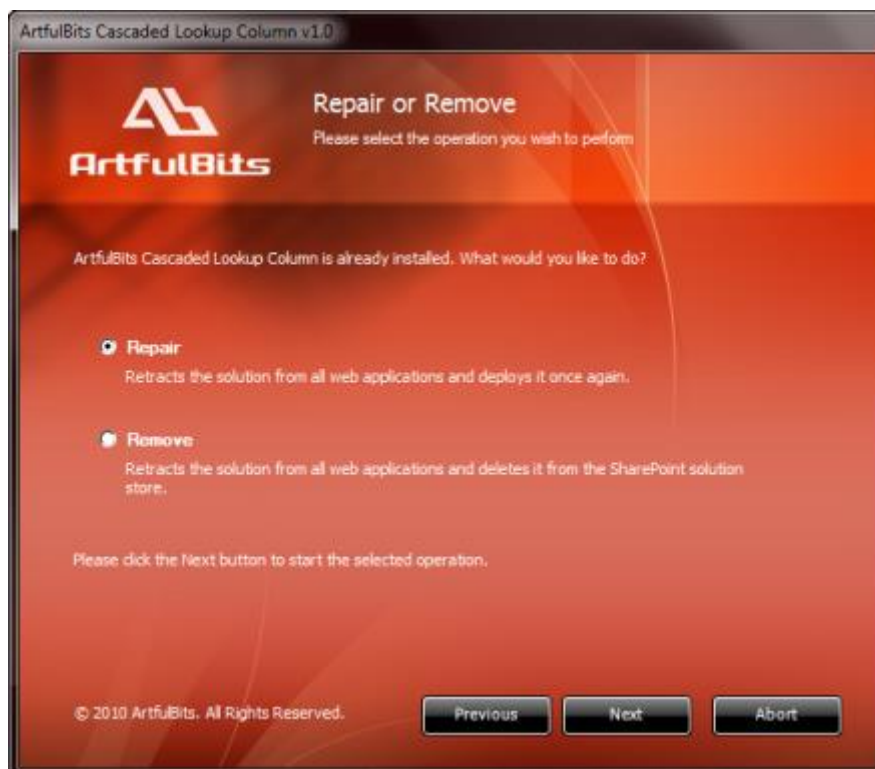 ArtfulBits Cascaded Lookup Column v1.0
ArtfulBits
Repair or Remove
Please select the operation you wish to perform
ArtfulBits Cascaded Lookup Column is already installed. What would you like to do?
Repair
Retracts the solution from all web applications and deploys it once again.
Remove
Retracts the solution from all web applications and deletes it from the SharePoint solution
store.
Please click the Next button to start the selected operation.
© 2010 ArtfulBits. All Rights Reserved.
Previous
Next
Abort